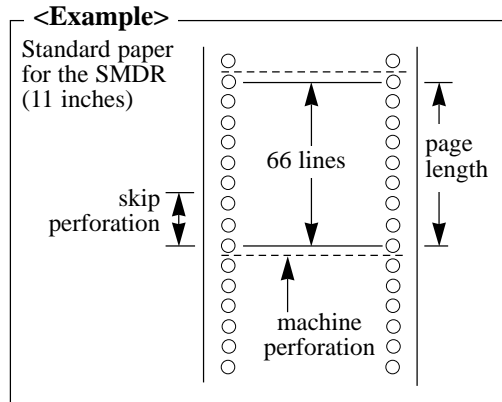 <Example>
Standard paper
for the SMDR
(11 inches)
66 lines
page
length
skip
perforation
machine
perforation